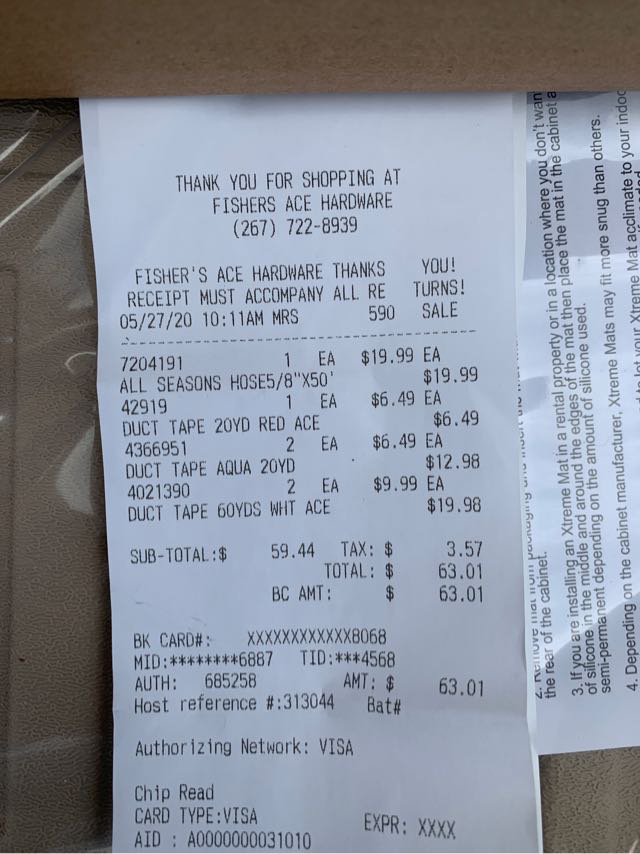 THANK YOU FOR SHOPPING AT
FISHERS ACE HARDWARE
(267) 722-8939
FISHER'S ACE HARDWARE THANKS YOU!
RECEIPT MUST ACCOMPANY ALL RE TURNS!
05/27/20 10:11AM MRS 590 SALE
7204191 1 EA $19.99 EA
ALL SEASONS HOSE5/8"X50' $19.99
42919 1 EA $6.49 EA
DUCT TAPE 20YD RED ACE $6.49
4366951 2 EA $6.49 EA
DUCT TAPE AQUA 20YD $12.98
4021390 2 EA $9.99 EA
DUCT TAPE 60YDS WHT ACE $19.98
SUB-TOTAL:$ 59.44 TAX: $ 3.57
TOTAL: $ 63.01
BC AMT: $ 63.01
BK CARD#: XXXXXXXXXXXX8068
MID:********6887 TID:***4568
AUTH: 685258 AMT: $ 63.01
Host reference #:313044 Bat#
Authorizing Network: VISA
Chip Read
CARD TYPE:VISA EXPR: XXXX
AID : A0000000031010
the rear of the cabinet.
3. If you are installing an Xtreme Mat in a rental property or in a location where you don't wan
of silicone in the middle and around the edges of the mat then place the mat in the cabinet a
semi-permanent depending on the amount of silicone used.
4. Depending on the cabinet manufacturer, Xtreme Mats may fit more snug than others.
let your Xtreme Mat acclimate to your indoo